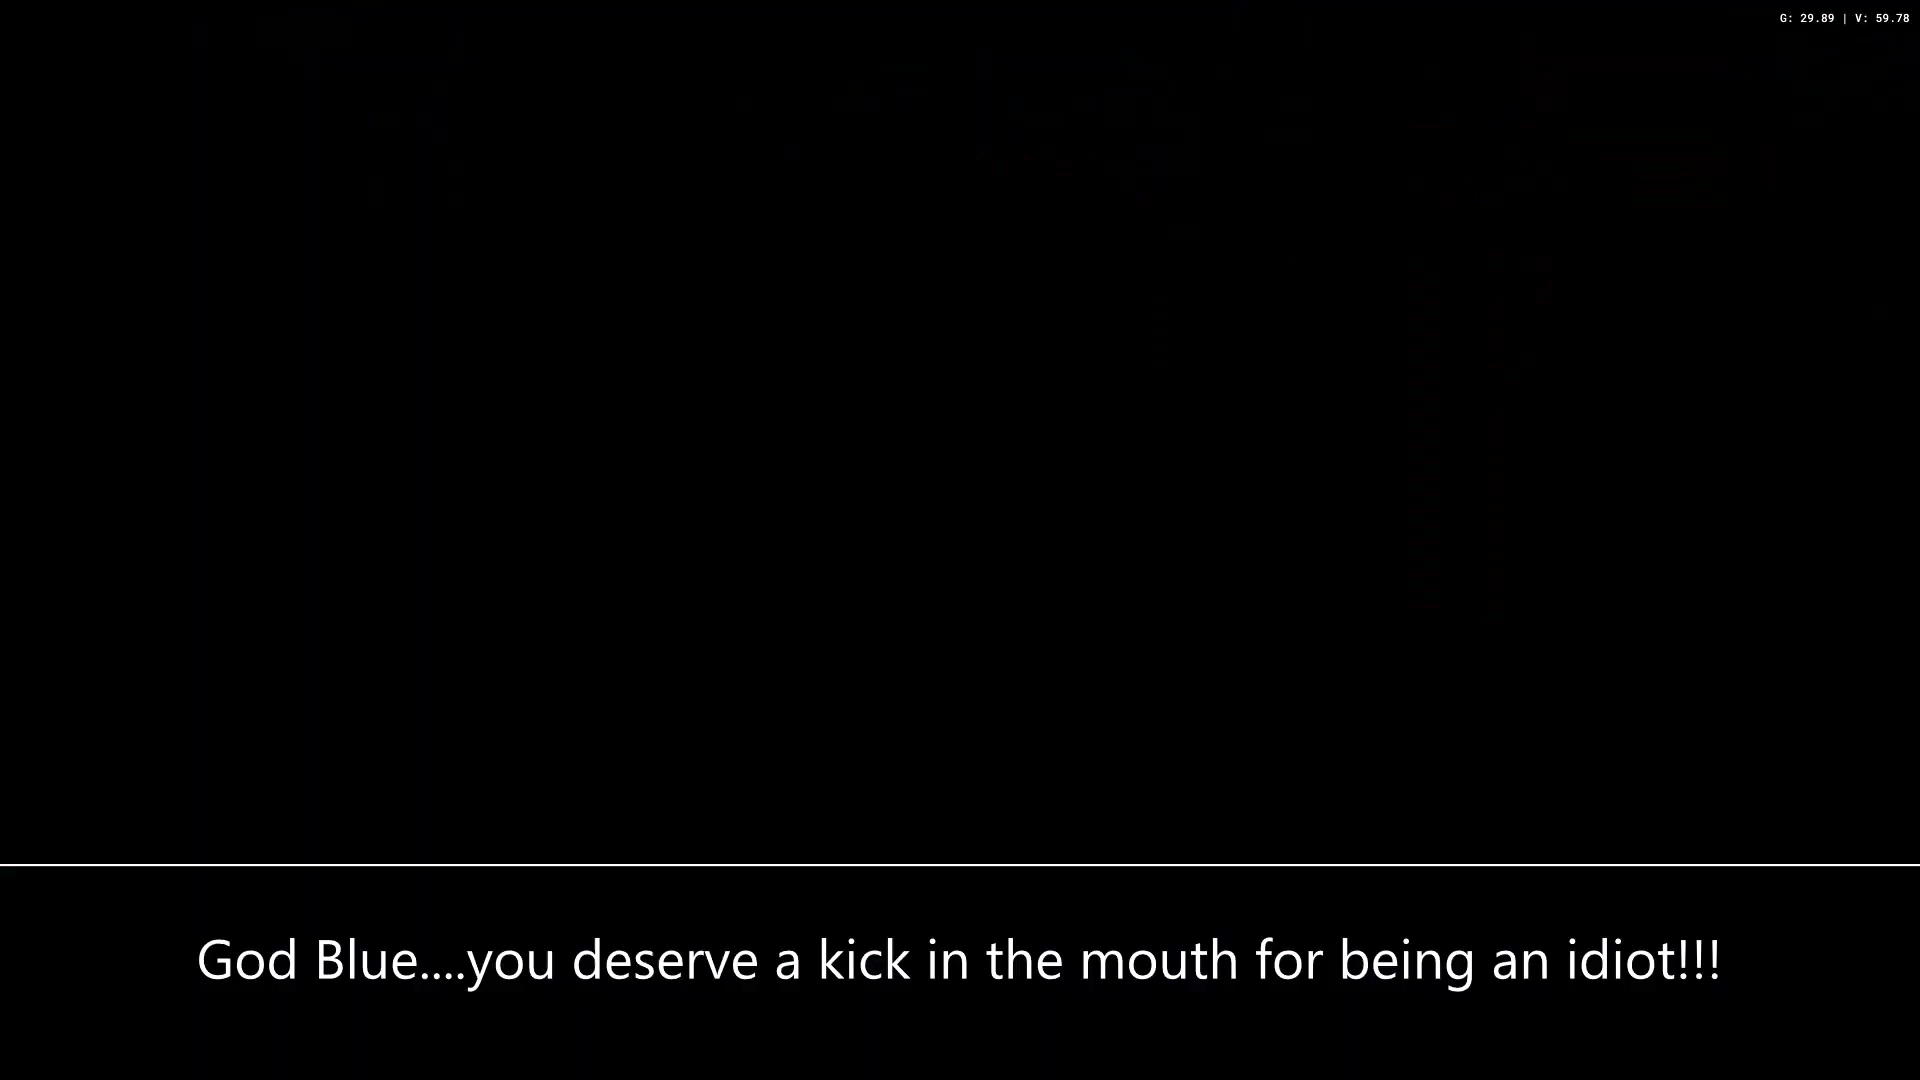 G: 29.89 | V: 59.78
God Blue....you deserve a kick in the mouth for being an idiot!!!